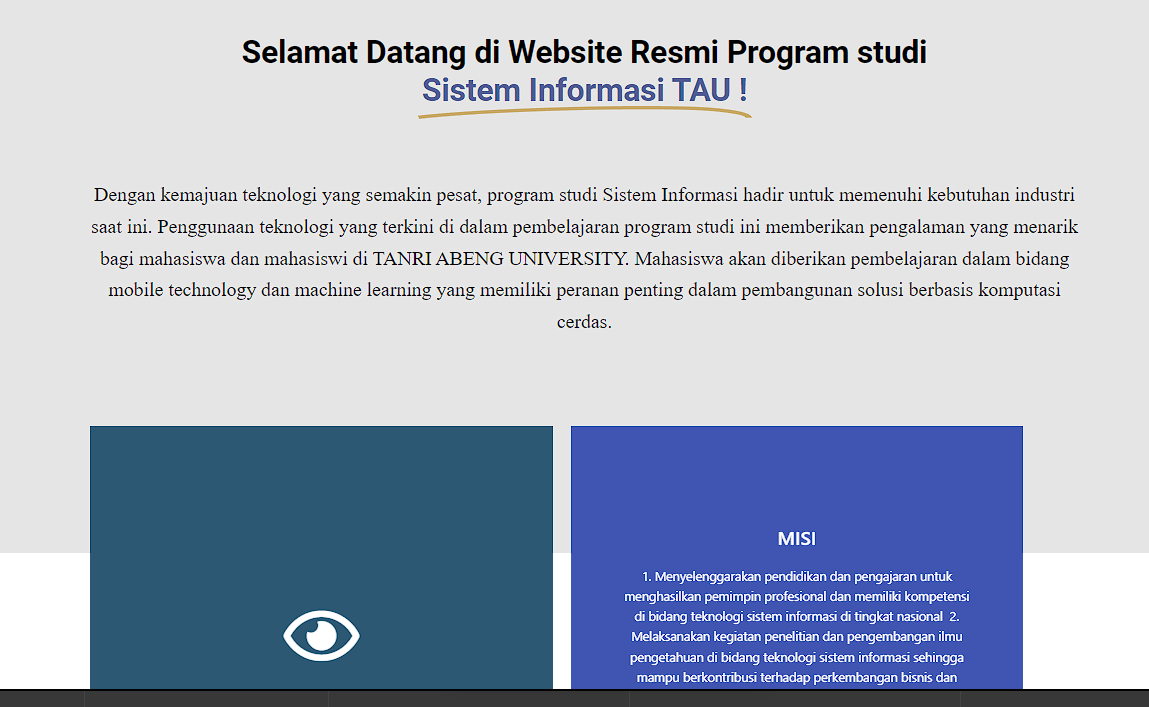 Selamat Datang di Website Resmi Program studi
Sistem Informasi TAU !
Dengan kemajuan teknologi yang semakin pesat, program studi Sistem Informasi hadir untuk memenuhi kebutuhan industri
saat ini. Penggunaan teknologi yang terkini di dalam pembelajaran program studi ini memberikan pengalaman yang menarik
bagi mahasiswa dan mahasiswi di TANRI ABENG UNIVERSITY. Mahasiswa akan diberikan pembelajaran dalam bidang
mobile technology dan machine learning yang memiliki peranan penting dalam pembangunan solusi berbasis komputasi
cerdas.
MISI
1. Menyelenggarakan pendidikan dan pengajaran untuk
menghasilkan pemimpin profesional dan memiliki kompetensi
di bidang teknologi sistem informasi di tingkat nasional 2.
Melaksanakan kegiatan penelitian dan pengembangan ilmu
pengetahuan di bidang teknologi sistem informasi sehingga
mampu berkontribusi terhadap perkembangan bisnis dan